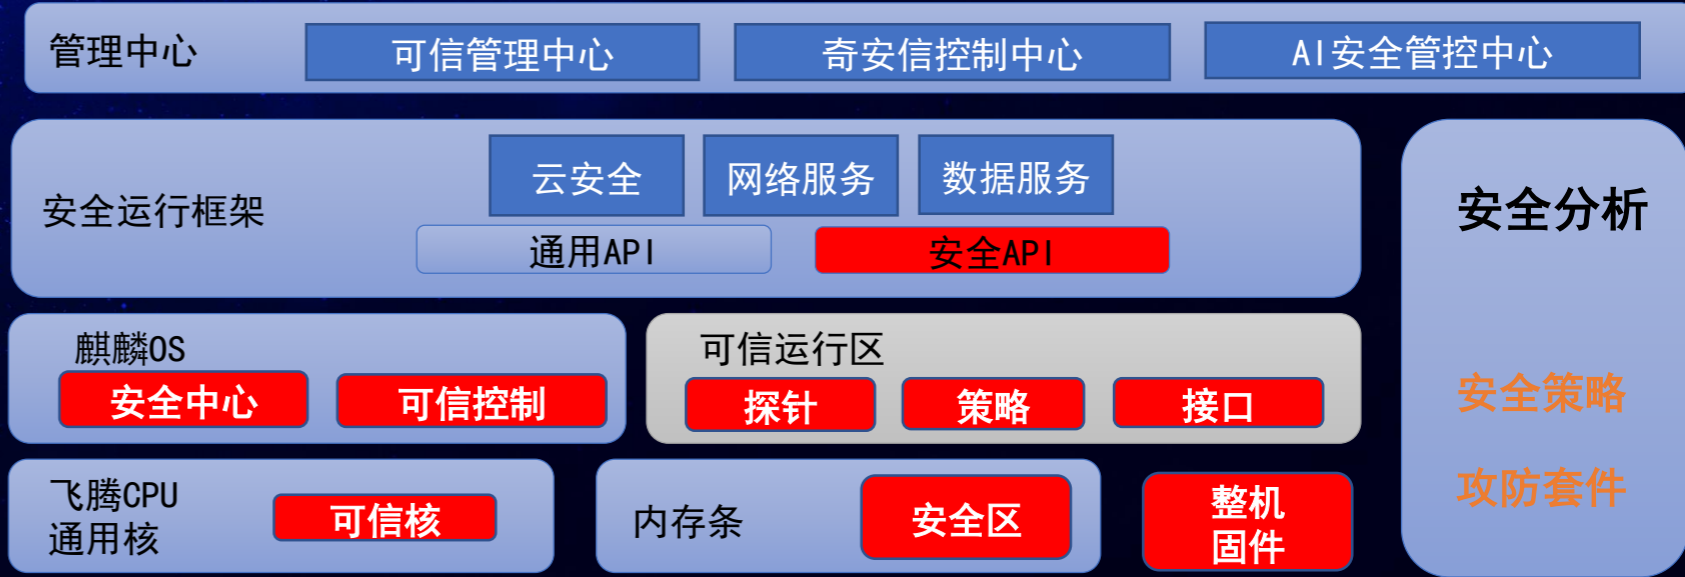 管理中心
可信管理中心
奇安信控制中心
AI安全管控中心
安全运行框架
云安全
网络服务
数据服务
通用API
安全API
麒麟OS
安全中心
可信控制
可信运行区
探针
策略
接口
飞腾CPU
通用核
可信核
内存条
安全区
整机
固件
安全分析
安全策略
攻防套件